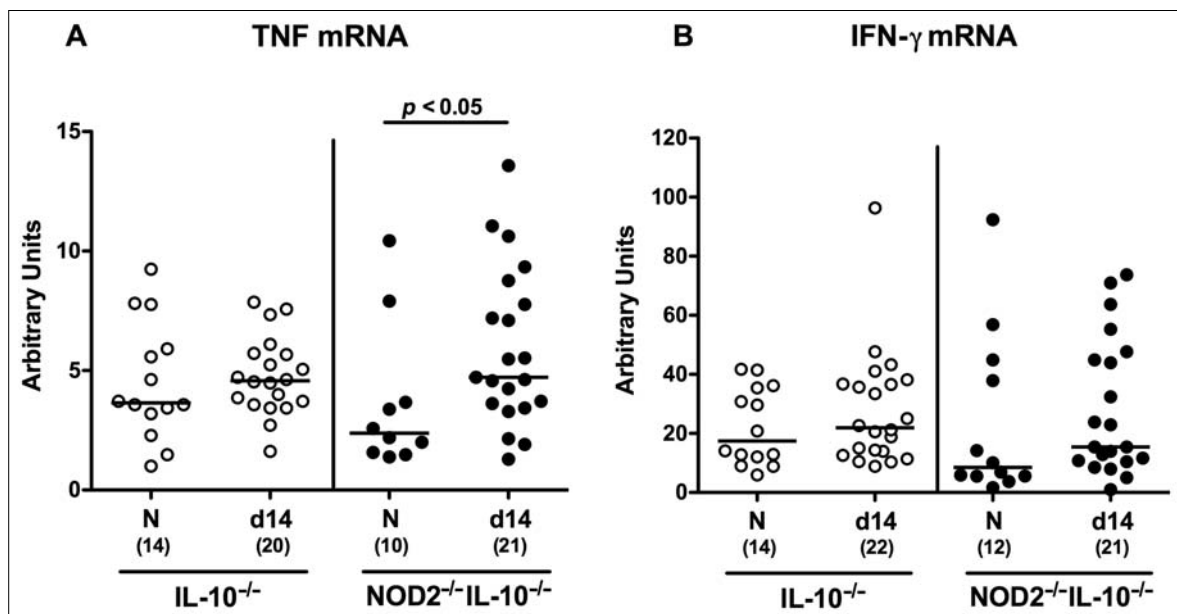 A TNF mRNA
p < 0.05
Arbitrary Units
15
10
5
0
N d14 N d14
(14) (20) (10) (21)
IL-10⁻/⁻ NOD2⁻/⁻IL-10⁻/⁻
B IFN-γ mRNA
Arbitrary Units
120
100
80
60
40
20
0
N d14 N d14
(14) (22) (12) (21)
IL-10⁻/⁻ NOD2⁻/⁻IL-10⁻/⁻